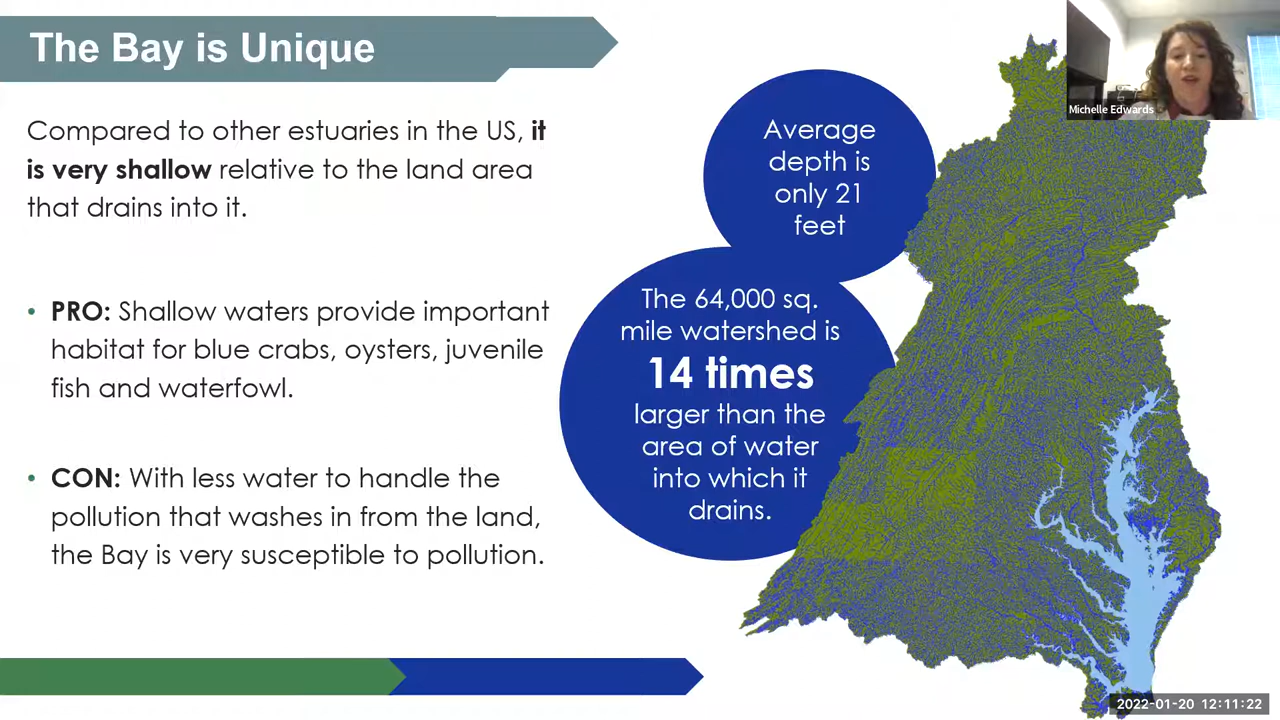 The Bay is Unique
Compared to other estuaries in the US, it
is very shallow relative to the land area
that drains into it.
• PRO: Shallow waters provide important
habitat for blue crabs, oysters, juvenile
fish and waterfowl.
• CON: With less water to handle the
pollution that washes in from the land,
the Bay is very susceptible to pollution.
Average
depth is
only 21
feet
The 64,000 sq.
mile watershed is
14 times
larger than the
area of water
into which it
drains.
Michelle Edwards
2022-01-20 12:11:22